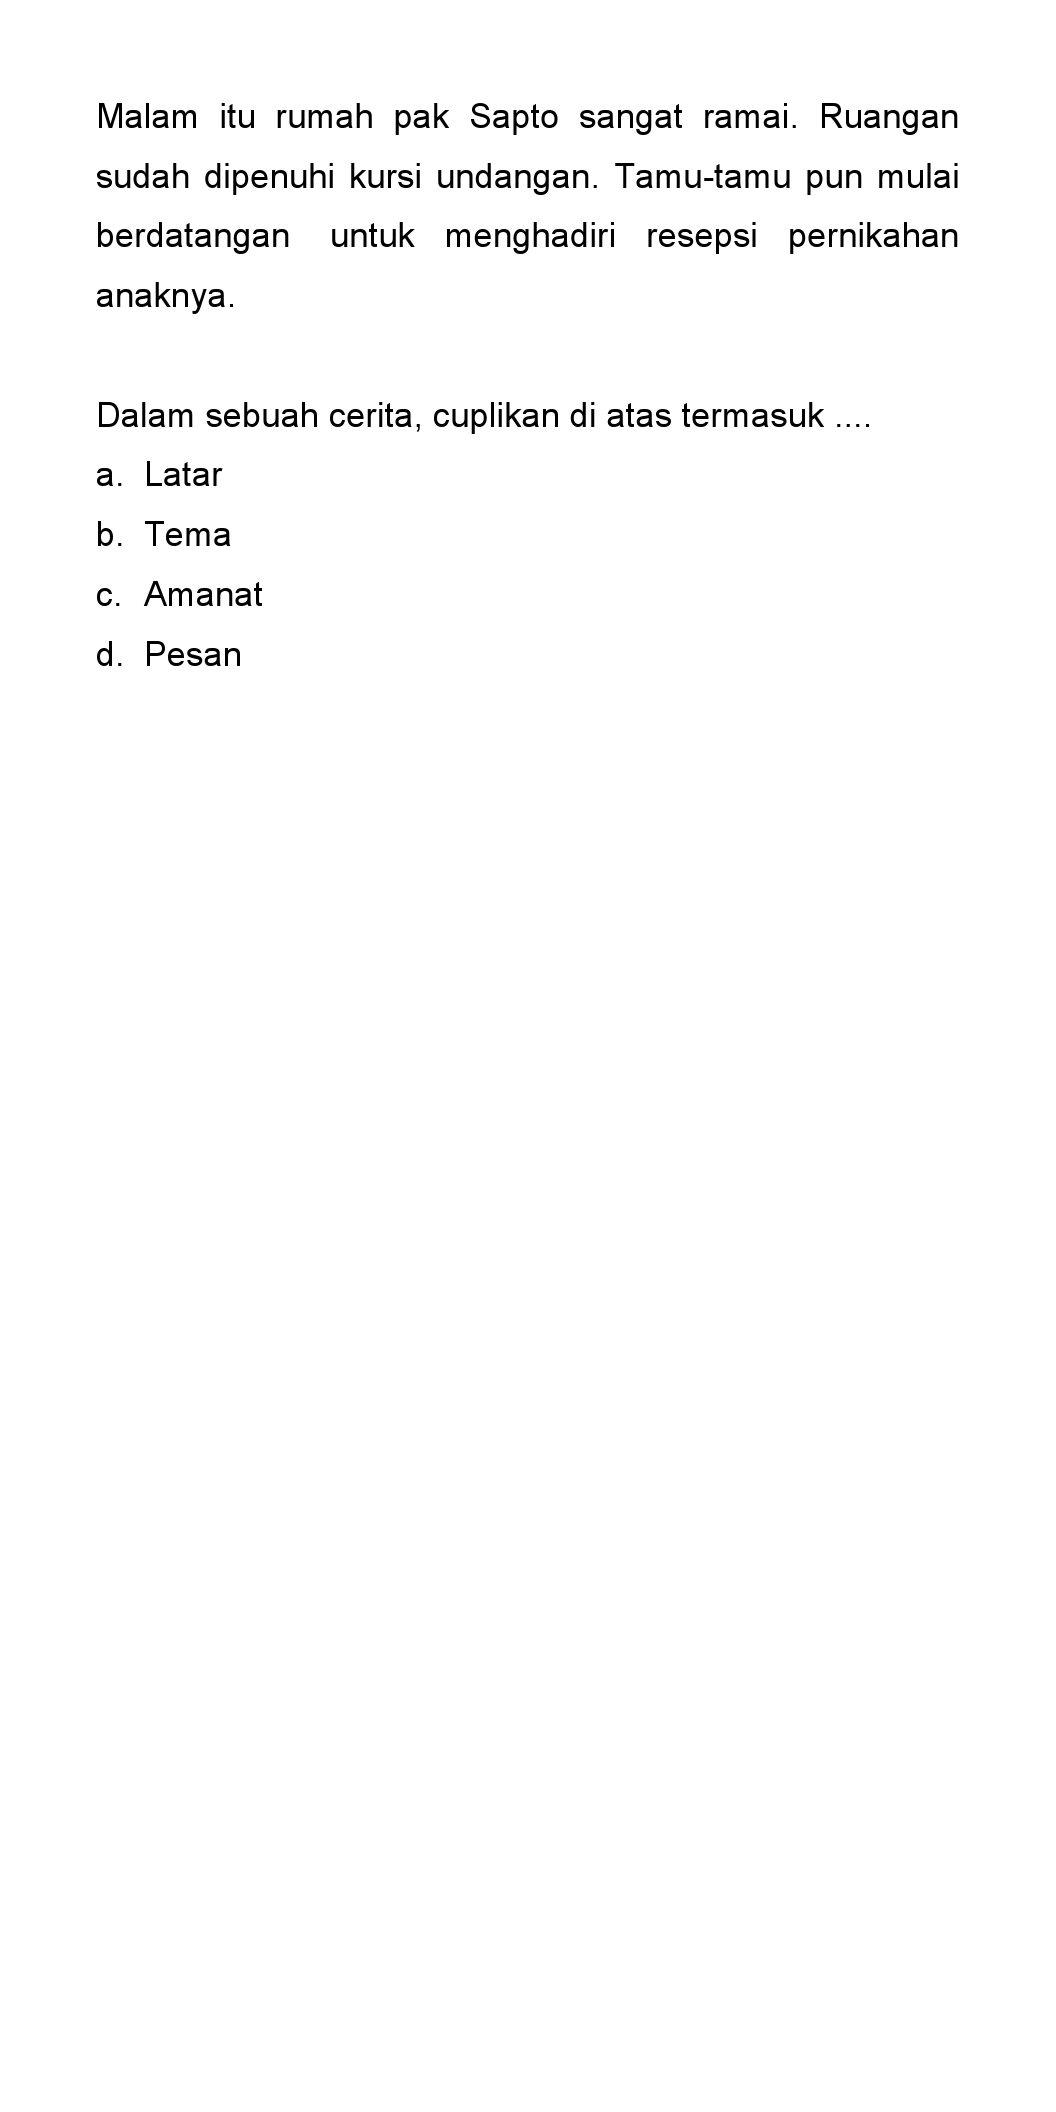 Malam itu rumah pak Sapto sangat ramai. Ruangan
sudah dipenuhi kursi undangan. Tamu-tamu pun mulai
berdatangan untuk menghadiri resepsi pernikahan
anaknya.
Dalam sebuah cerita, cuplikan di atas termasuk ....
a. Latar
b. Tema
c. Amanat
d. Pesan